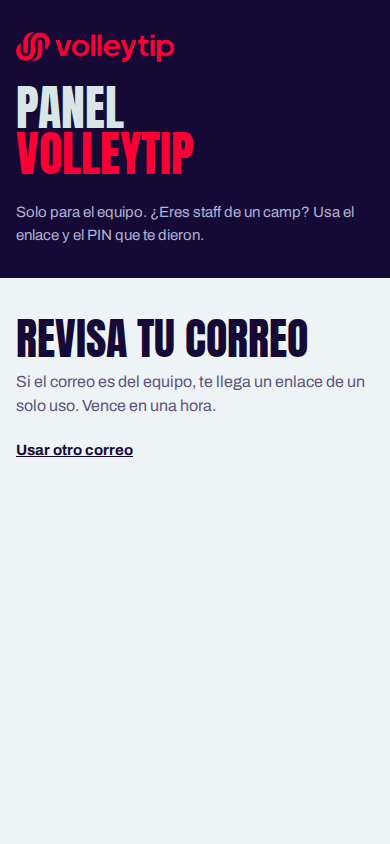 volleytip
PANEL
VOLLEYTIP
Solo para el equipo. ¿Eres staff de un camp? Usa el
enlace y el PIN que te dieron.
REVISA TU CORREO
Si el correo es del equipo, te llega un enlace de un
solo uso. Vence en una hora.
Usar otro correo